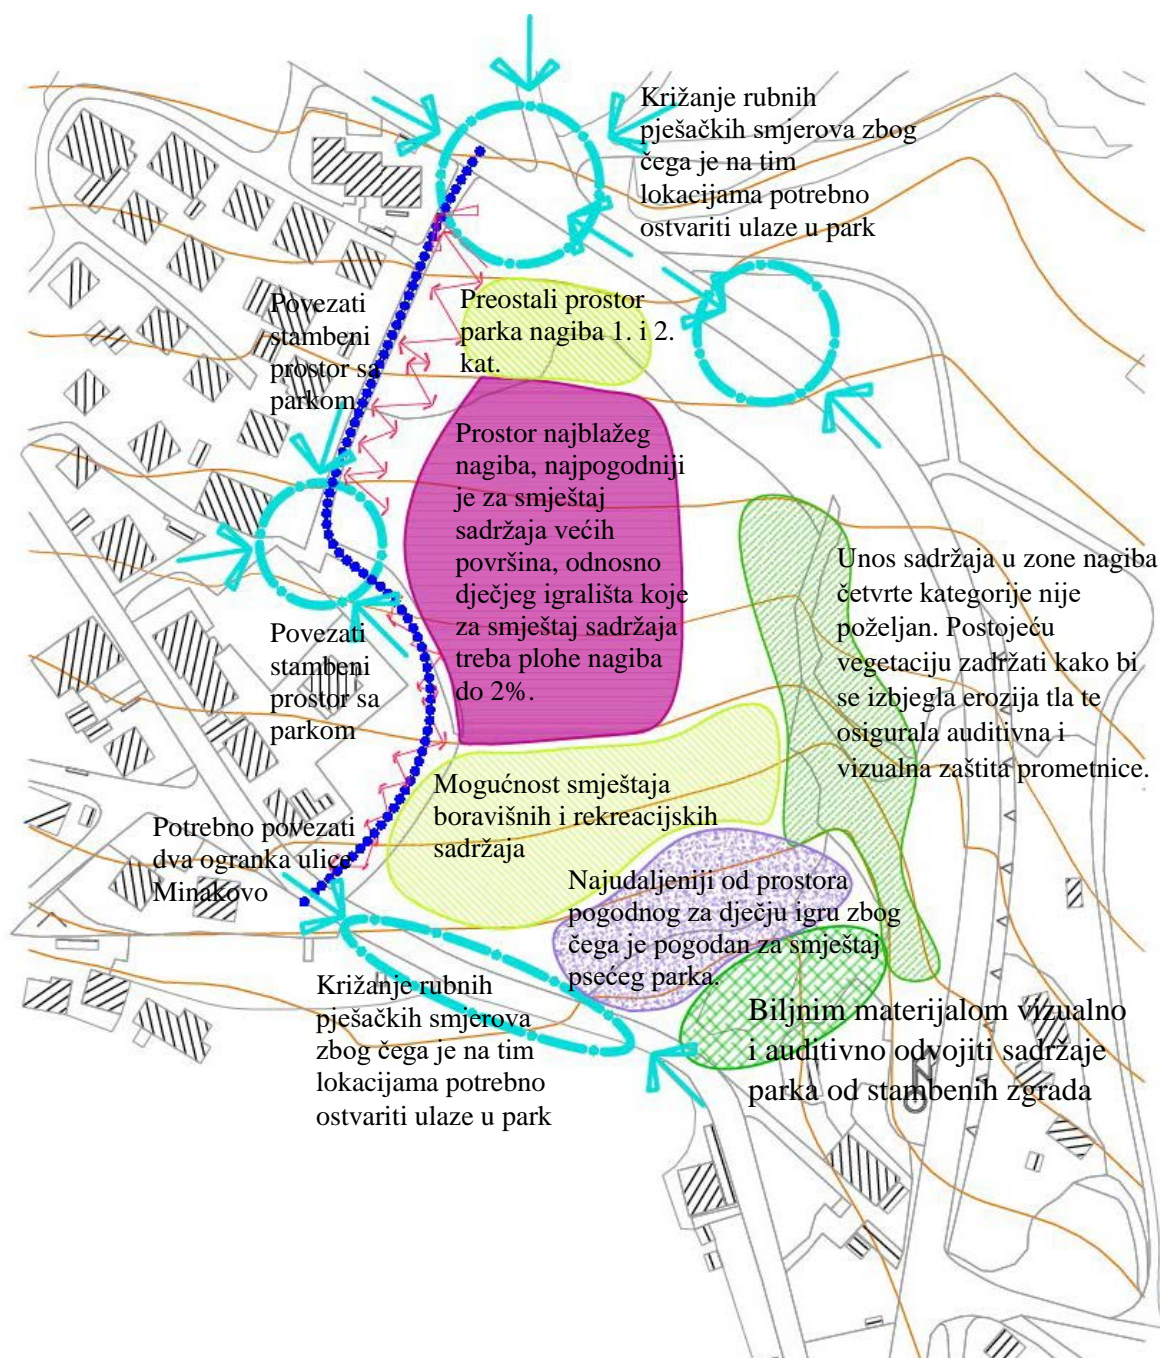 Križanje rubnih
pješačkih smjerova zbog
čega je na tim
lokacijama potrebno
ostvariti ulaze u park
Povezati
stambeni
prostor sa
parkom
Preostali prostor
parka nagiba 1. i 2.
kat.
Prostor najblažeg
nagiba, najpogodniji
je za smještaj
sadržaja većih
površina, odnosno
dječjeg igrališta koje
za smještaj sadržaja
treba plohe nagiba
do 2%.
Unos sadržaja u zone nagiba
četvrte kategorije nije
poželjan. Postojeću
vegetaciju zadržati kako bi
se izbjegla erozija tla te
osigurala auditivna i
vizualna zaštita prometnice.
Povezati
stambeni
prostor sa
parkom
Mogućnost smještaja
boravišnih i rekreacijskih
sadržaja
Potrebno povezati
dva ogranka ulice
Minakovo
Najudaljeniji od prostora
pogodnog za dječju igru zbog
čega je pogodan za smještaj
psećeg parka.
Križanje rubnih
pješačkih smjerova
zbog čega je na tim
lokacijama potrebno
ostvariti ulaze u park
Biljnim materijalom vizualno
i auditivno odvojiti sadržaje
parka od stambenih zgrada